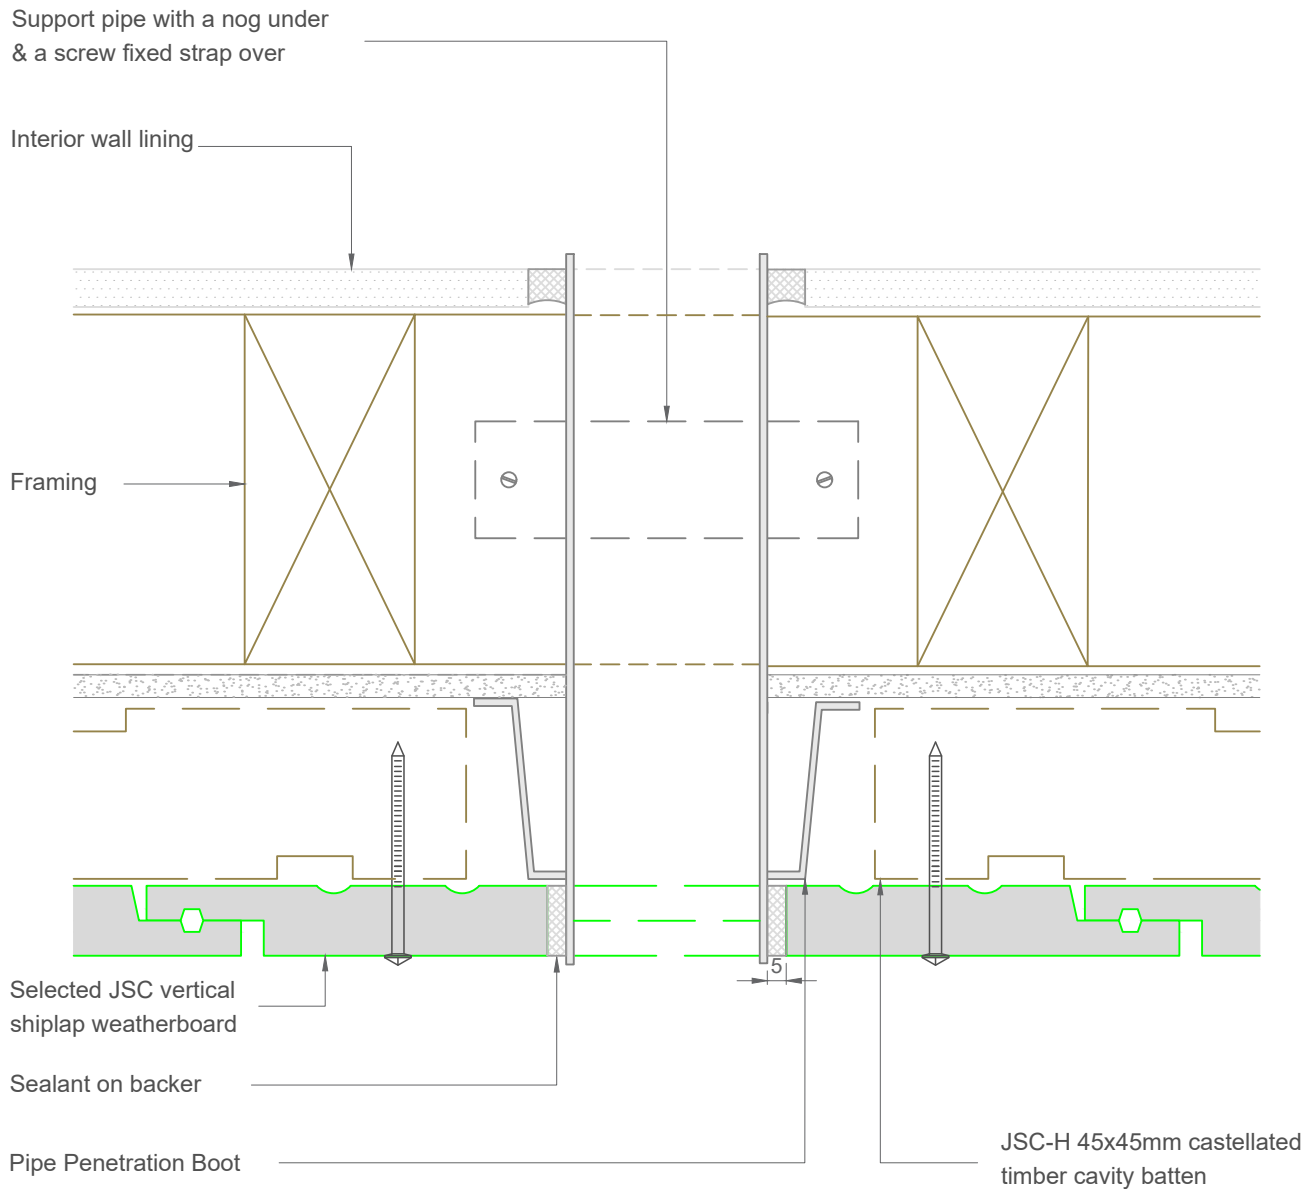 Support pipe with a nog under
& a screw fixed strap over
Interior wall lining
Framing
5
Selected JSC vertical
shiplap weatherboard
Sealant on backer
Pipe Penetration Boot
JSC-H 45x45mm castellated
timber cavity batten